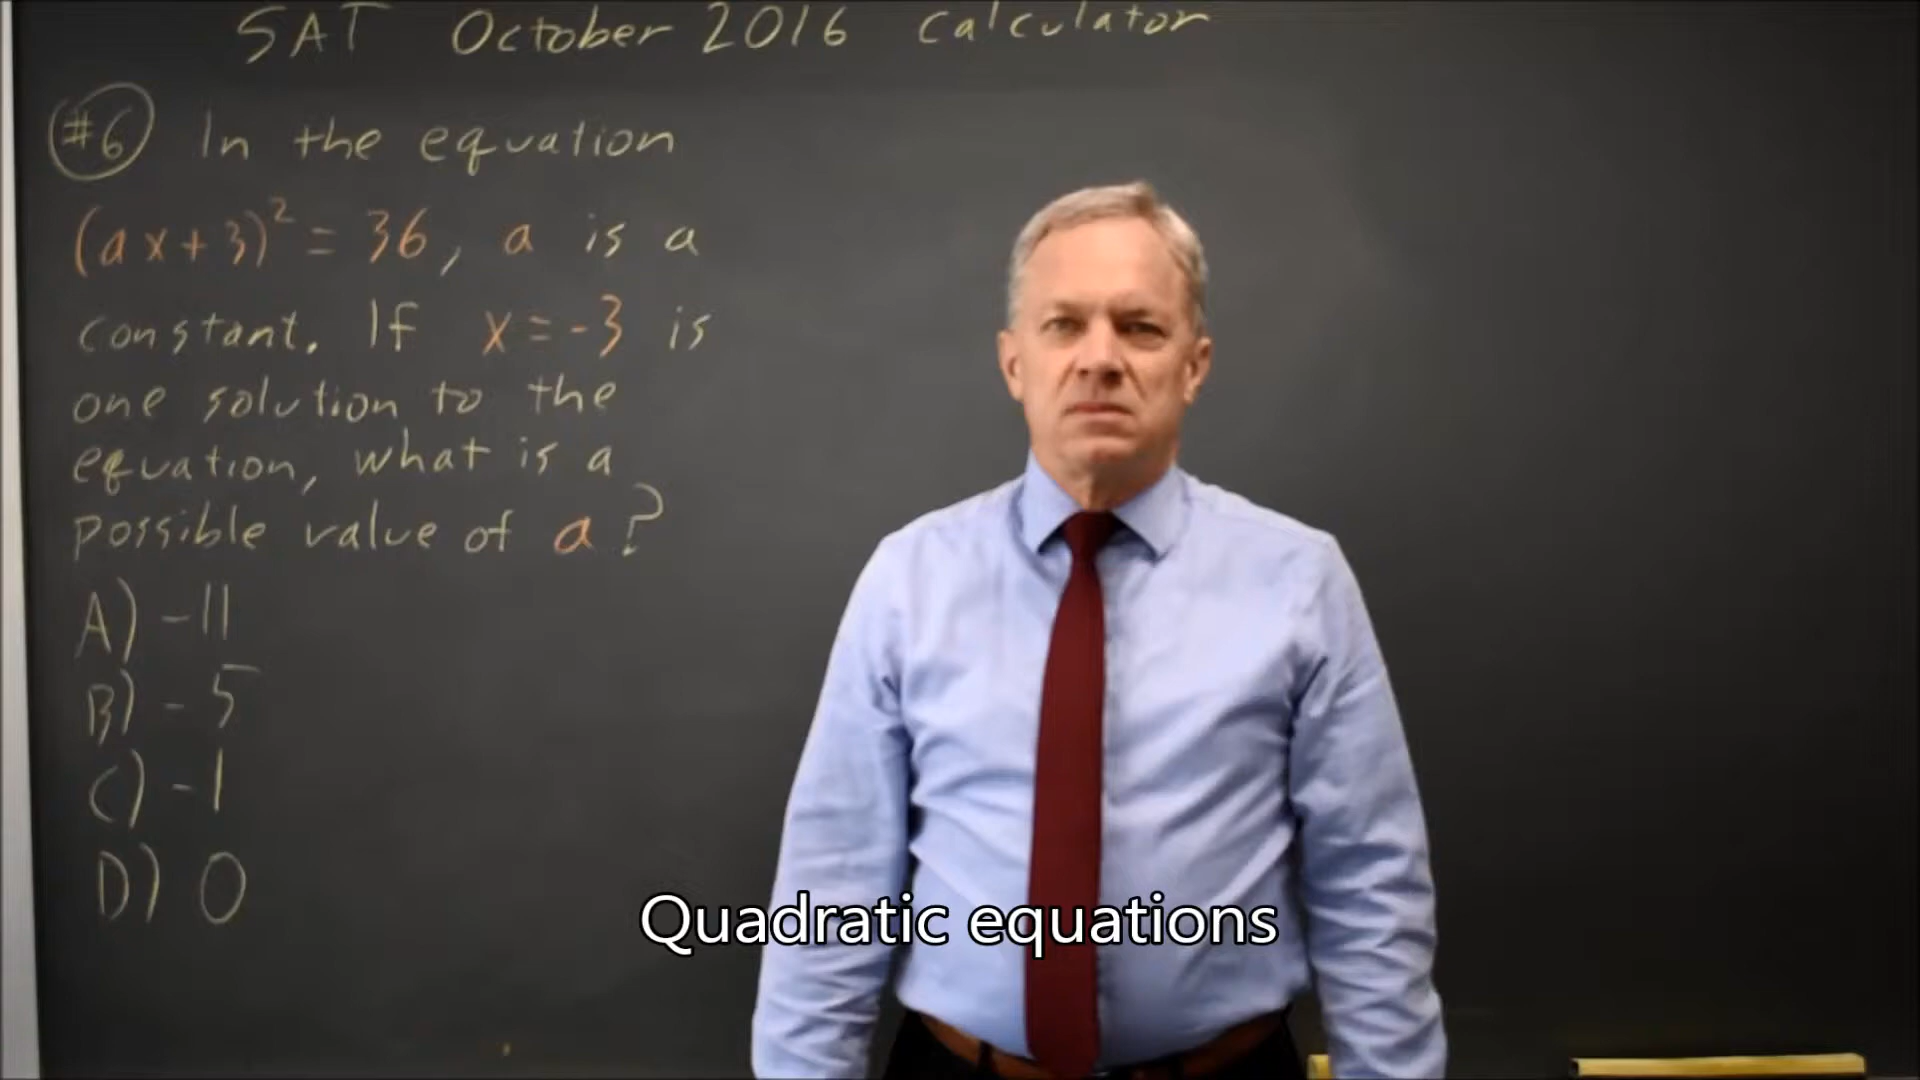 SAT October 2016 Calculator
#6 In the equation
(ax+3)² = 36, a is a
constant. If x = -3 is
one solution to the
equation, what is a
possible value of a?
A) -11
B) -5
C) -1
D) 0
Quadratic equations